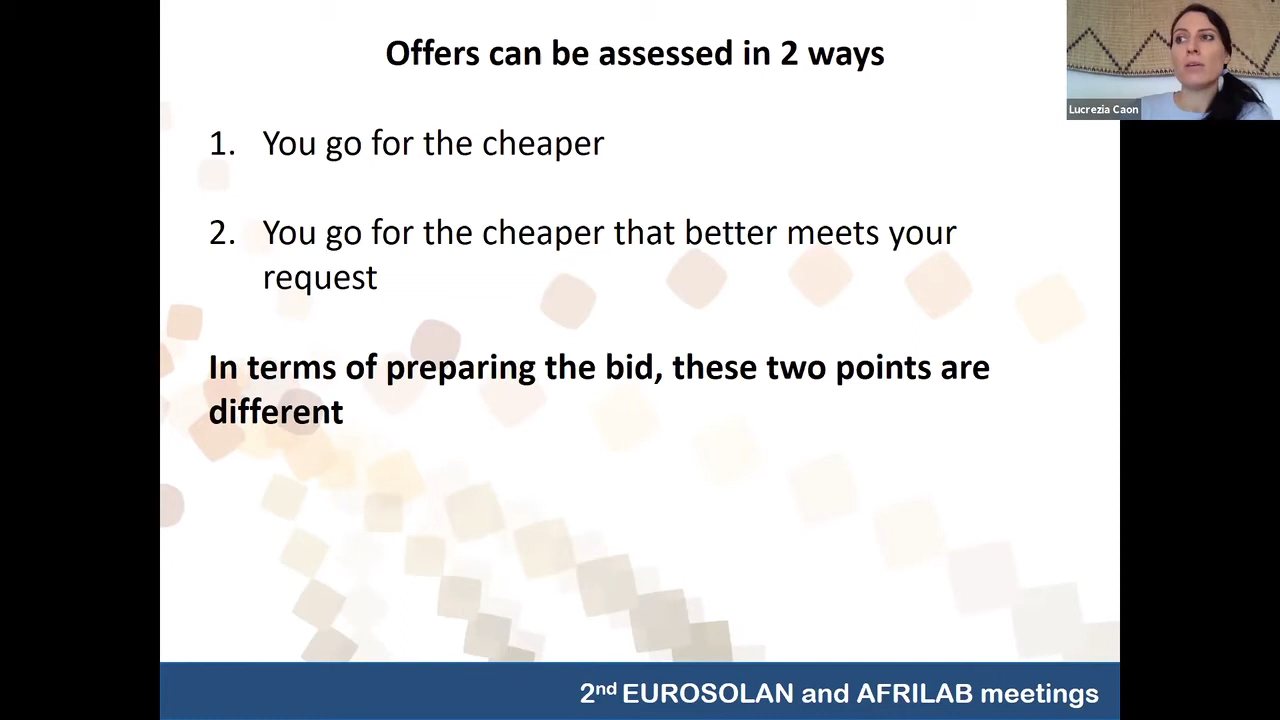 Offers can be assessed in 2 ways
Lucrezia Caon
1. You go for the cheaper
2. You go for the cheaper that better meets your
request
In terms of preparing the bid, these two points are
different
2nd EUROSOLAN and AFRILAB meetings